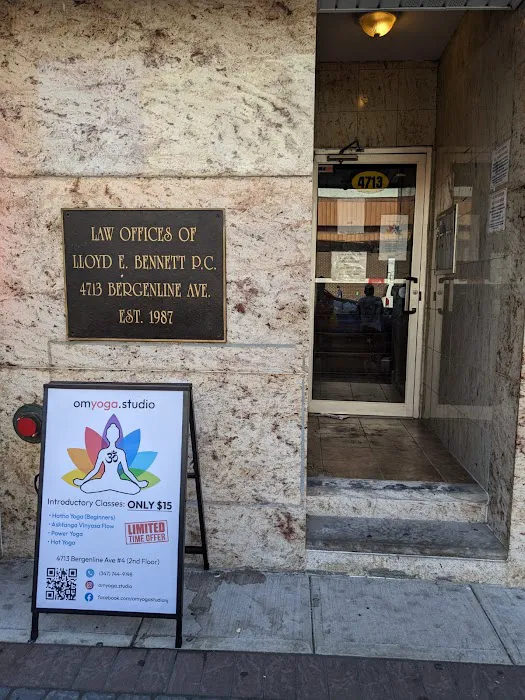 4713
LAW OFFICES OF
LLOYD E. BENNETT P.C.
4713 BERGENLINE AVE.
EST. 1987
omyoga.studio
ॐ
Introductory Classes: ONLY $15
• Hatha Yoga (Beginners)
• Ashtanga Vinyasa Flow
• Power Yoga
• Hot Yoga
LIMITED
TIME OFFER
4713 Bergenline Ave #4 (2nd Floor)
(347) 744-9198
omyoga.studio
facebook.com/omyogastudionj